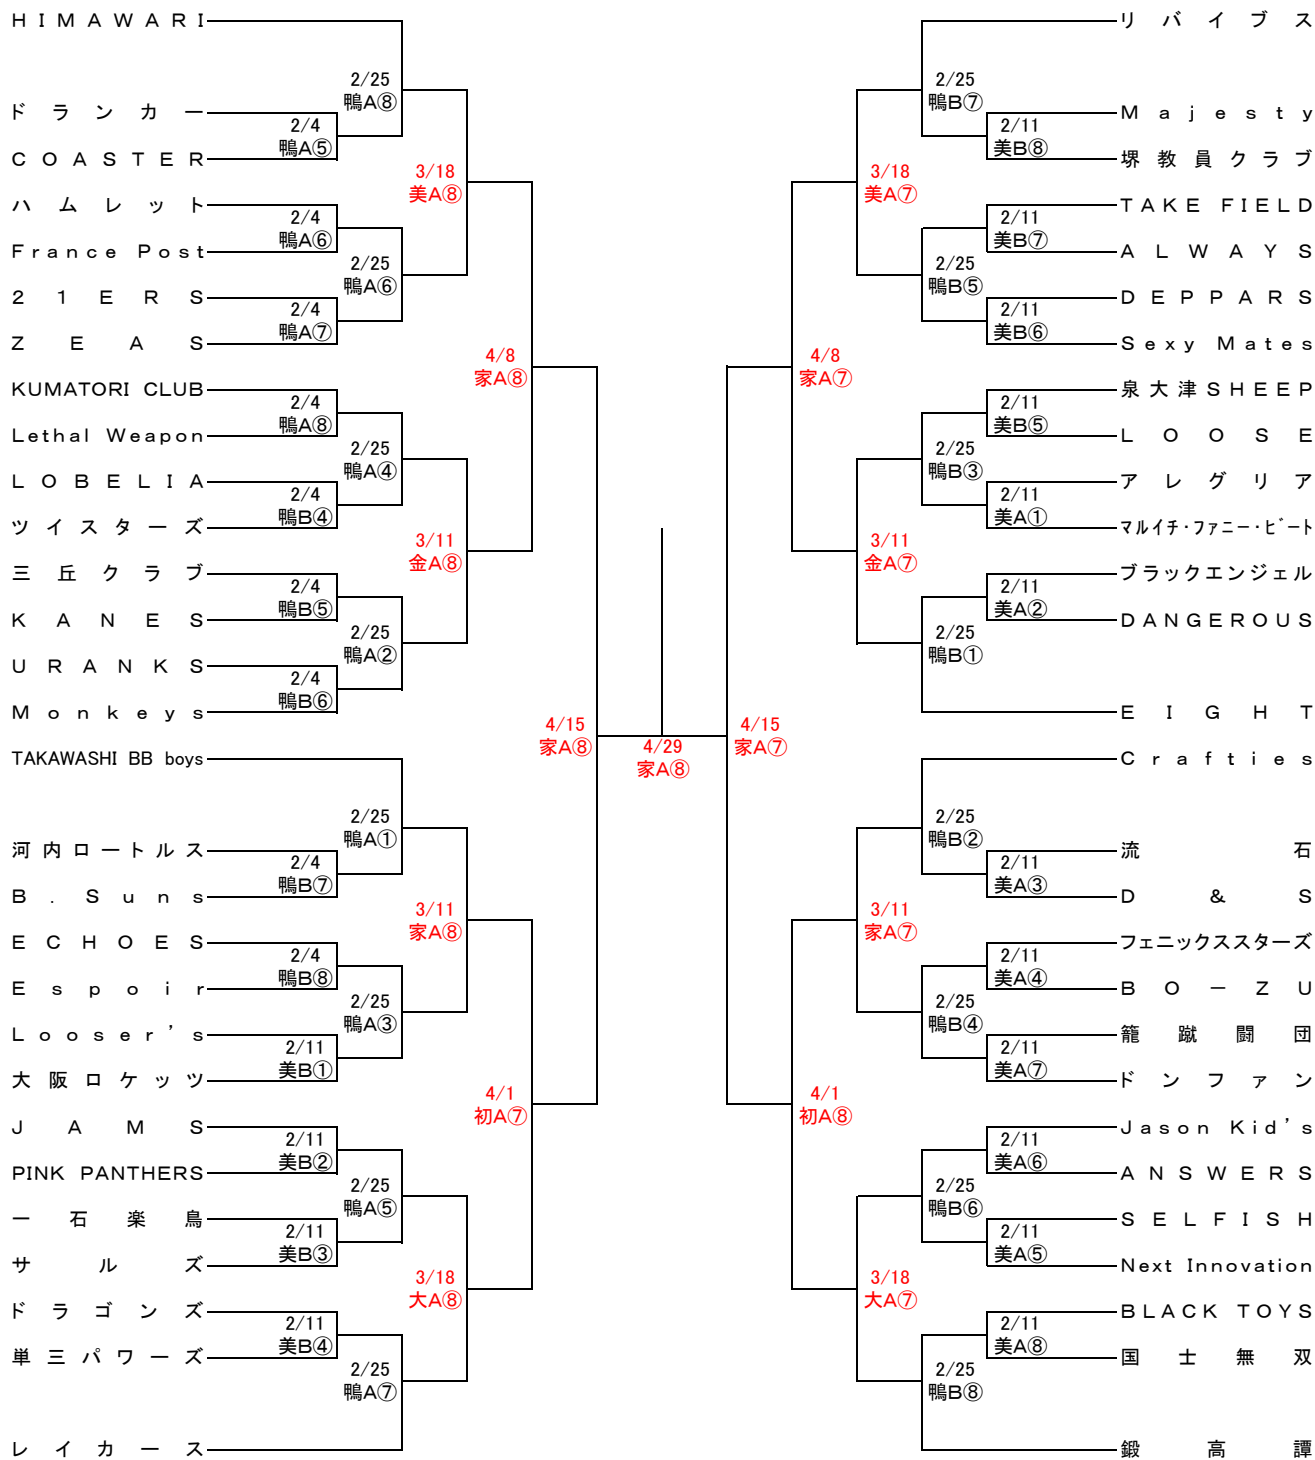 HIMAWARI
2/25
鴨A⑧
ドランカー
2/4
鴨A⑤
COASTER
3/18
美A⑧
ハムレット
2/4
鴨A⑥
France Post
2/25
鴨A⑥
21ERS
2/4
鴨A⑦
ZEAS
4/8
家A⑧
KUMATORI CLUB
2/4
鴨A⑧
Lethal Weapon
2/25
鴨A④
LOBELIA
2/4
鴨B④
ツイスターズ
3/11
金A⑧
三丘クラブ
2/4
鴨B⑤
KANES
2/25
鴨A②
URANKS
2/4
鴨B⑥
Monkeys
4/15
家A⑧
TAKAWASHI BB boys
2/25
鴨A①
河内ロートルス
2/4
鴨B⑦
B.Suns
3/11
家A⑧
ECHOES
2/4
鴨B⑧
Espoir
2/25
鴨A③
Looser's
2/11
美B①
大阪ロケッツ
4/1
初A⑦
JAMS
2/11
美B②
PINK PANTHERS
2/25
鴨A⑤
一石楽鳥
2/11
美B③
サルズ
3/18
大A⑧
ドラゴンズ
2/11
美B④
単三パワーズ
2/25
鴨A⑦
レイカース
4/29
家A⑧
リバイブス
2/25
鴨B⑦
Majesty
2/11
美B⑧
堺教員クラブ
3/18
美A⑦
TAKE FIELD
2/11
美B⑦
ALWAYS
2/25
鴨B⑤
DEPPARS
2/11
美B⑥
Sexy Mates
4/8
家A⑦
泉大津SHEEP
2/11
美B⑤
LOOSE
2/25
鴨B③
アレグリア
2/11
美A①
マルイチ・ファニー・ビート
3/11
金A⑦
ブラックエンジェル
2/11
美A②
DANGEROUS
2/25
鴨B①
EIGHT
4/15
家A⑦
Crafties
2/25
鴨B②
流石
2/11
美A③
D&S
3/11
家A⑦
フェニックススターズ
2/11
美A④
BO－ZU
2/25
鴨B④
籠蹴闘団
2/11
美A⑦
ドンファン
4/1
初A⑧
Jason Kid's
2/11
美A⑥
ANSWERS
2/25
鴨B⑥
SELFISH
2/11
美A⑤
Next Innovation
3/18
大A⑦
BLACK TOYS
2/11
美A⑧
国士無双
2/25
鴨B⑧
鍛高譚